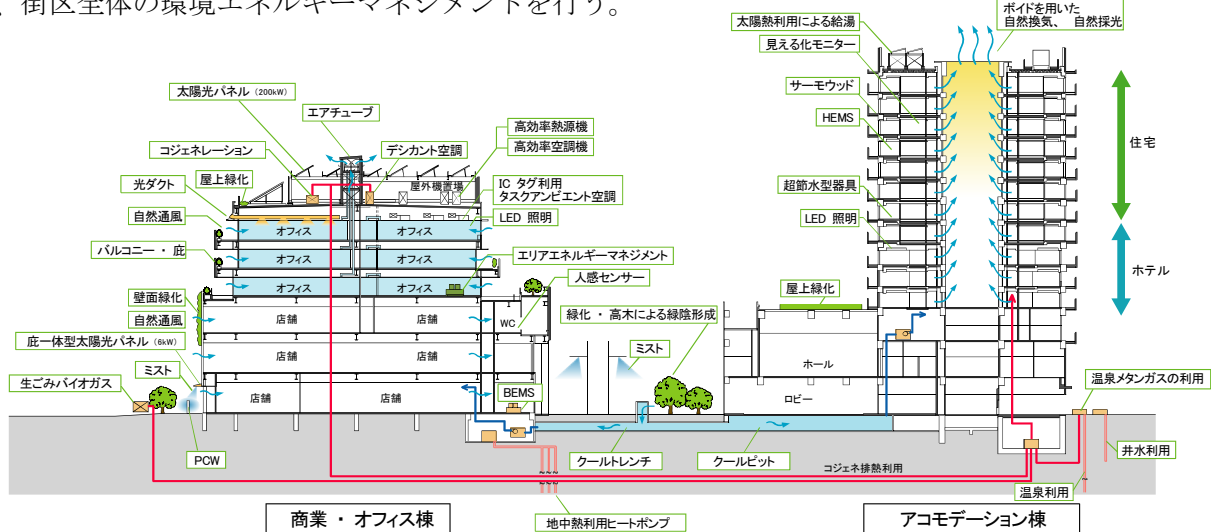 、街区全体の環境エネルギーマネジメントを行う。
ボイドを用いた
自然換気、 自然採光
太陽熱利用による給湯
見える化モニター
サーモウッド
HEMS
超節水型器具
LED 照明
住宅
ホテル
太陽光パネル（200kW）
エアチューブ
コジェネレーション
デシカント空調
高効率熱源機
高効率空調機
光ダクト
屋上緑化
屋外機置場
IC タグ利用
タスクアンビエント空調
自然通風
LED 照明
オフィス
オフィス
バルコニー ・ 庇
オフィス
オフィス
エリアエネルギーマネジメント
オフィス
オフィス
人感センサー
壁面緑化
自然通風
店舗
店舗
WC
緑化 ・ 高木による緑陰形成
屋上緑化
庇一体型太陽光パネル（6kW）
店舗
店舗
ミスト
ホール
生ごみバイオガス
ミスト
店舗
店舗
BEMS
ロビー
温泉メタンガスの利用
PCW
クールトレンチ
クールピット
コジェネ排熱利用
井水利用
温泉利用
商業 ・ オフィス棟
地中熱利用ヒートポンプ
アコモデーション棟